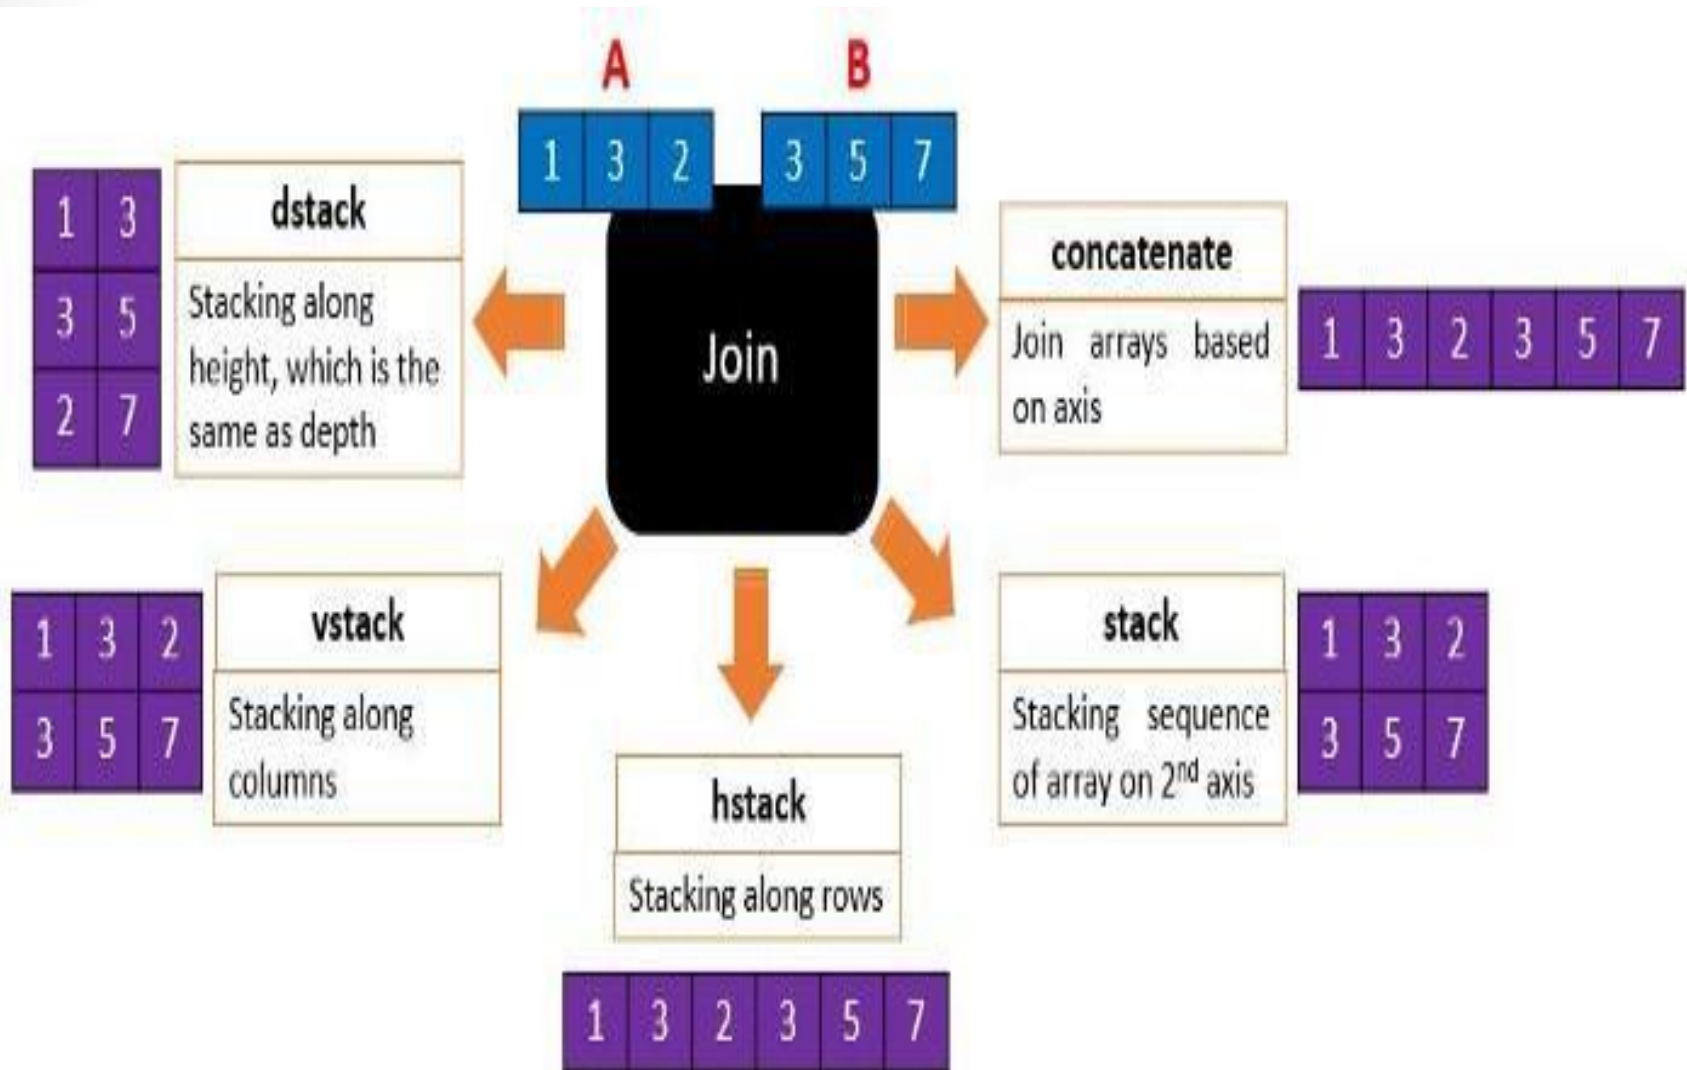 A
B
1 3 2
3 5 7
Join
dstack
Stacking along
height, which is the
same as depth
1 3
3 5
2 7
concatenate
Join arrays based
on axis
1 3 2 3 5 7
vstack
Stacking along
columns
1 3 2
3 5 7
hstack
Stacking along rows
1 3 2 3 5 7
stack
Stacking sequence
of array on 2nd axis
1 3 2
3 5 7